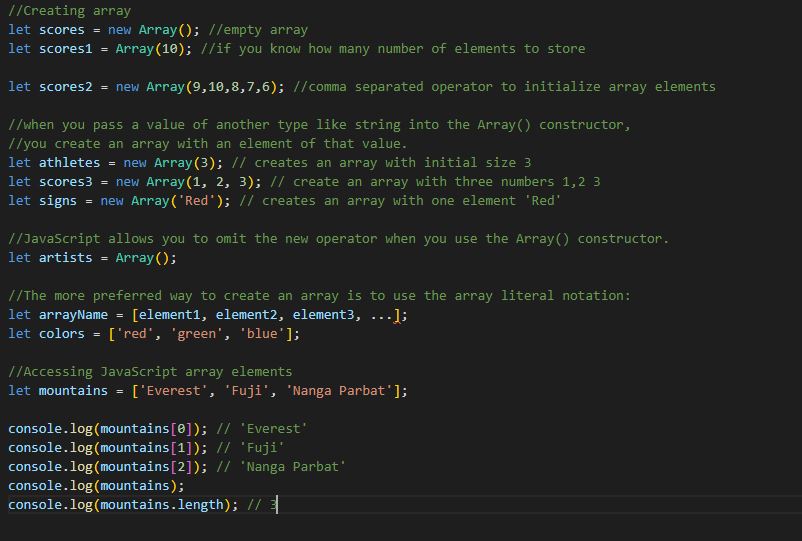 //Creating array
let scores = new Array(); //empty array
let scores1 = Array(10); //if you know how many number of elements to store
let scores2 = new Array(9,10,8,7,6); //comma separated operator to initialize array elements
//when you pass a value of another type like string into the Array() constructor,
//you create an array with an element of that value.
let athletes = new Array(3); // creates an array with initial size 3
let scores3 = new Array(1, 2, 3); // create an array with three numbers 1,2 3
let signs = new Array('Red'); // creates an array with one element 'Red'
//JavaScript allows you to omit the new operator when you use the Array() constructor.
let artists = Array();
//The more preferred way to create an array is to use the array literal notation:
let arrayName = [element1, element2, element3, ...];
let colors = ['red', 'green', 'blue'];
//Accessing JavaScript array elements
let mountains = ['Everest', 'Fuji', 'Nanga Parbat'];
console.log(mountains[0]); // 'Everest'
console.log(mountains[1]); // 'Fuji'
console.log(mountains[2]); // 'Nanga Parbat'
console.log(mountains);
console.log(mountains.length); // 3